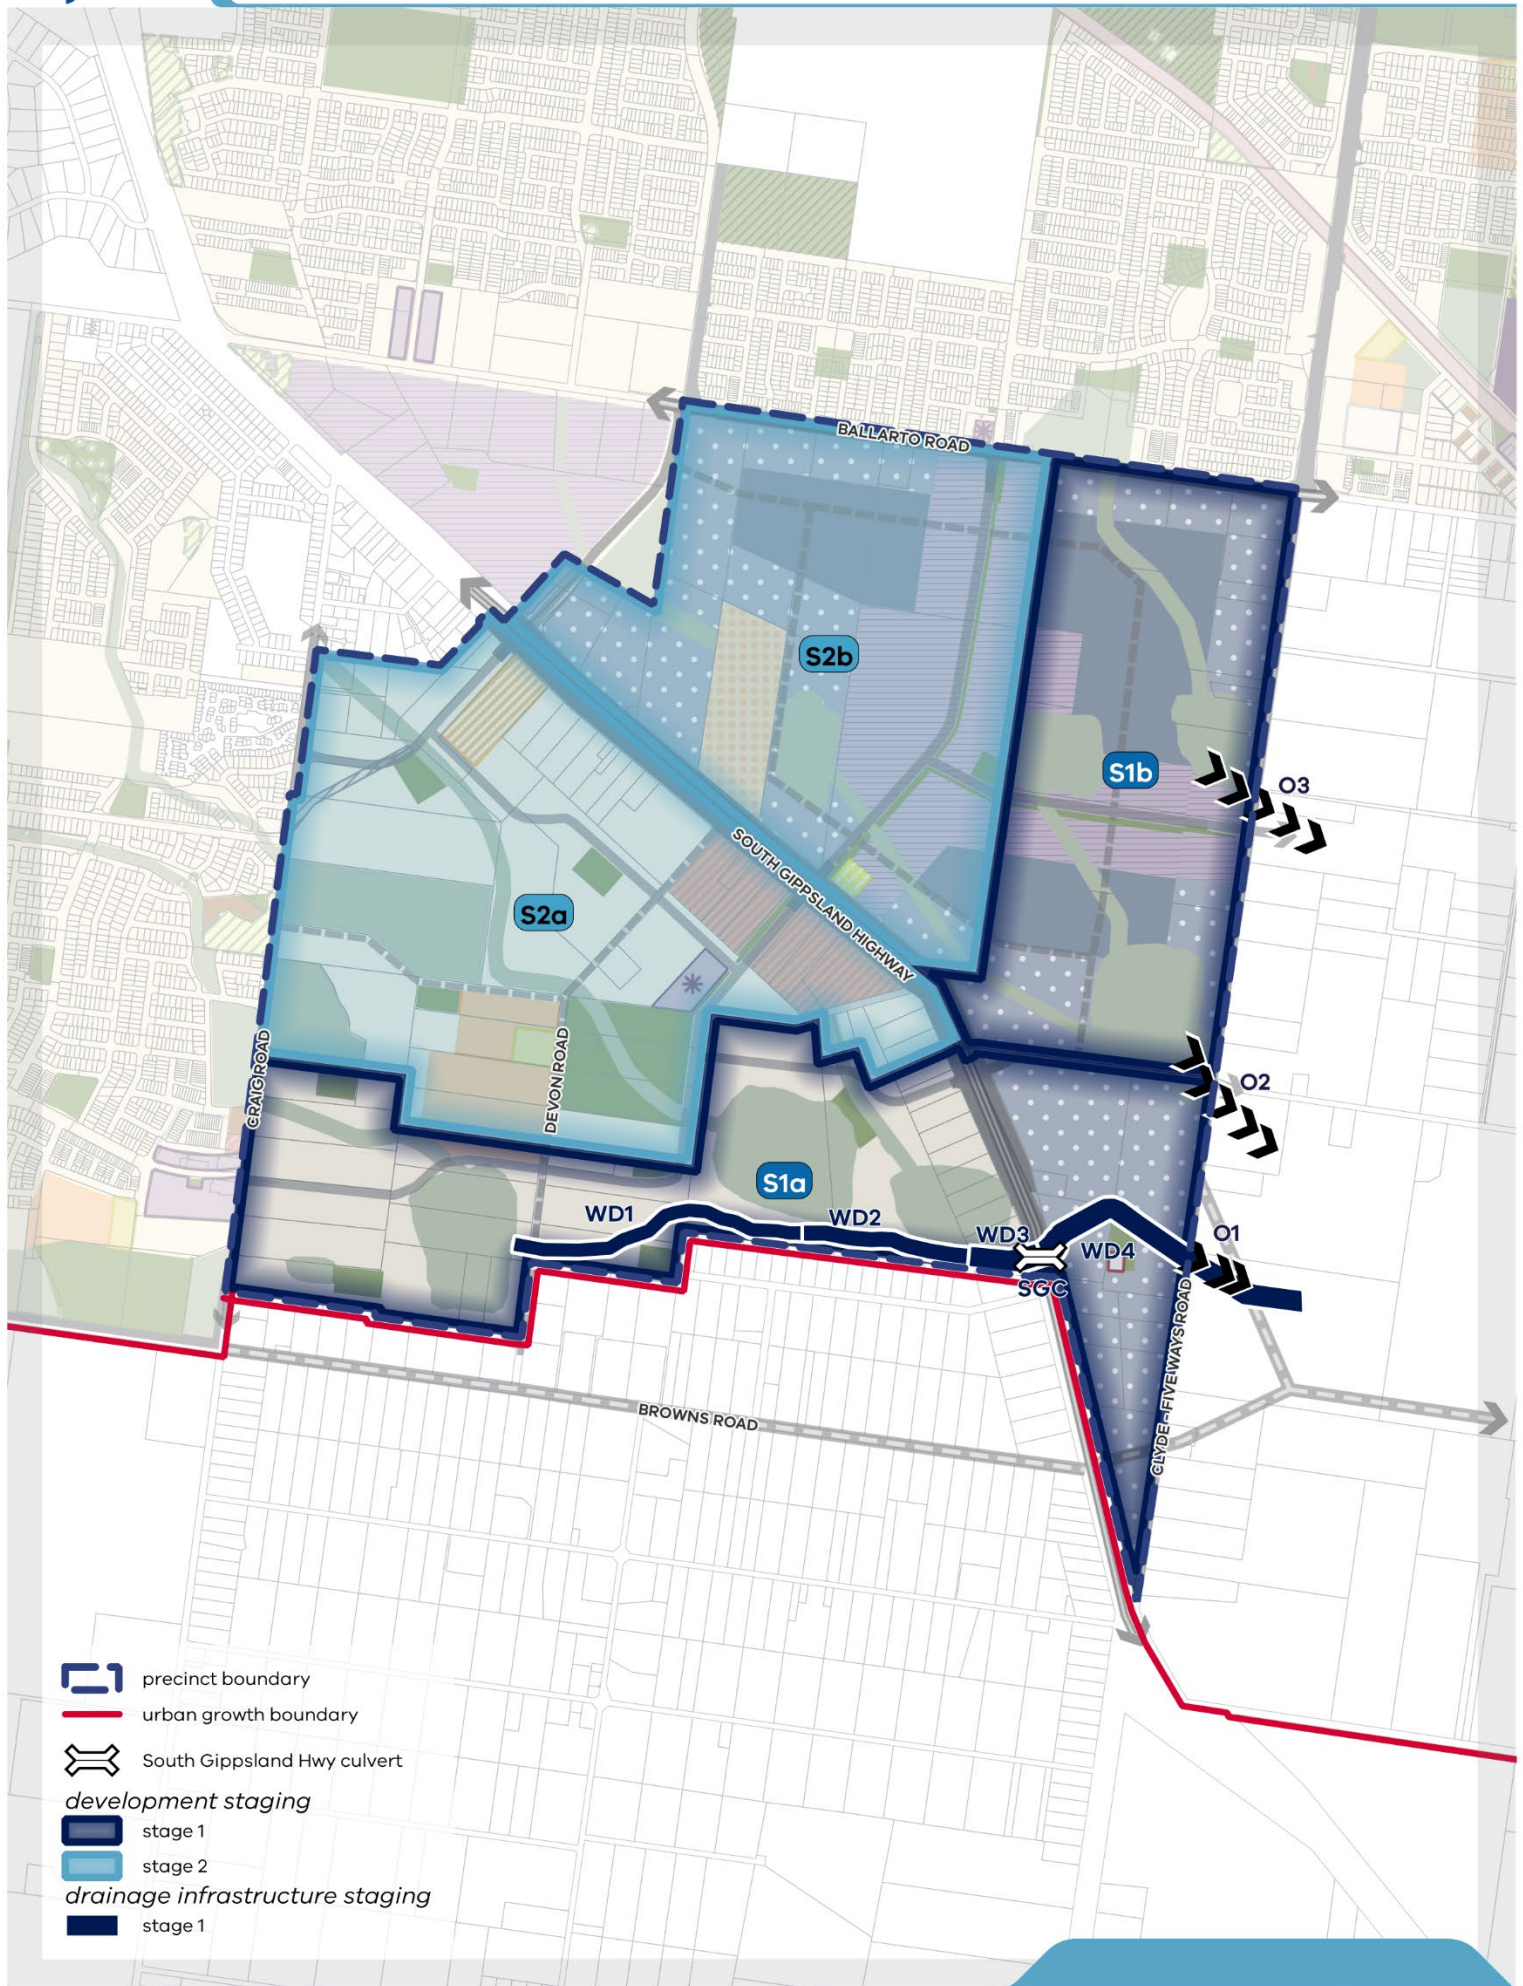 BALLARTO ROAD
S2b
S1b
O3
SOUTH GIPPSLAND HIGHWAY
S2a
CRAIG ROAD
DEVON ROAD
O2
S1a
WD1
WD2
WD3
WD4
O1
SGC
CLYDE - FIVEWAYS ROAD
BROWNS ROAD
precinct boundary
urban growth boundary
South Gippsland Hwy culvert
development staging
stage 1
stage 2
drainage infrastructure staging
stage 1